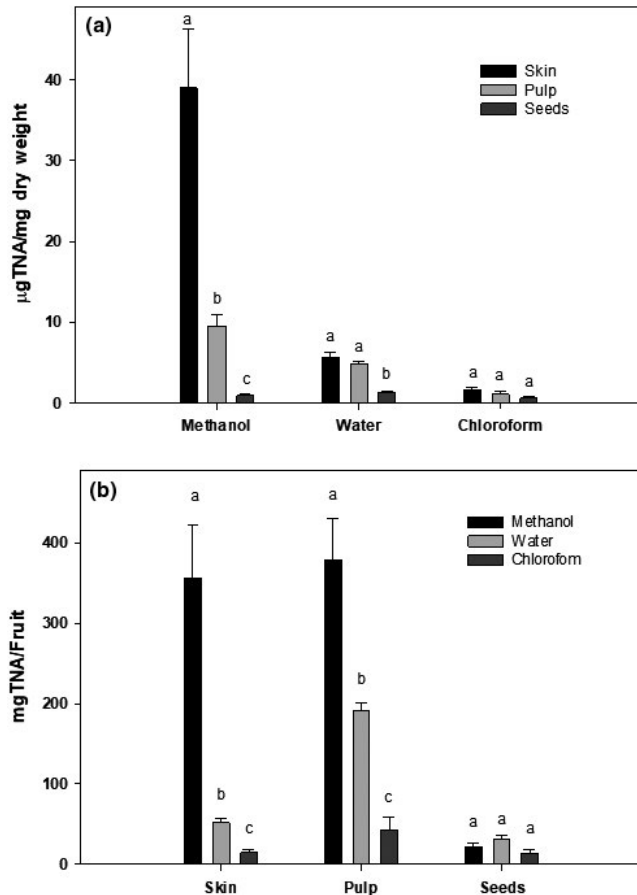 (a)
a
Skin
Pulp
Seeds
40
30
20
10
0
µgTNA/mg dry weight
b
c
a
a
b
a
a
a
Methanol
Water
Chloroform
(b)
a
a
Methanol
Water
Chlorofom
400
300
200
100
0
mgTNA/Fruit
b
c
b
c
a
a
a
Skin
Pulp
Seeds